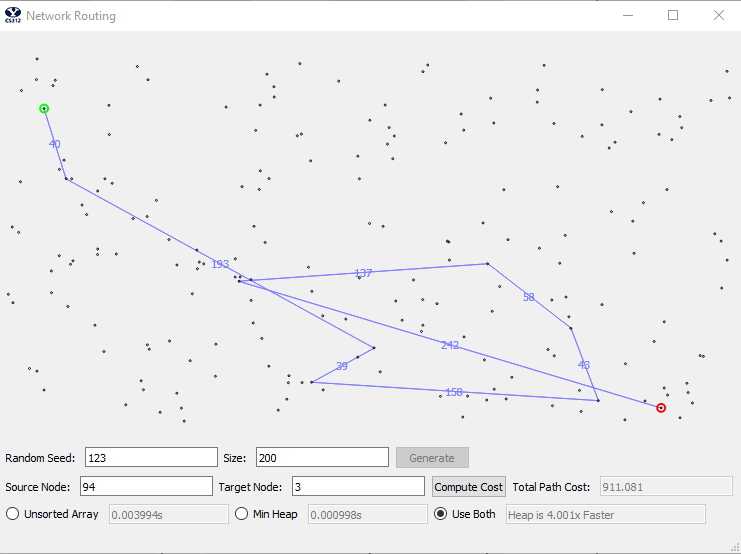 CS312 Network Routing
40
193
137
58
242
43
39
158
Random Seed: 123 Size: 200 Generate
Source Node: 94 Target Node: 3 Compute Cost Total Path Cost: 911.081
Unsorted Array 0.003994s Min Heap 0.000998s Use Both Heap is 4.001x Faster